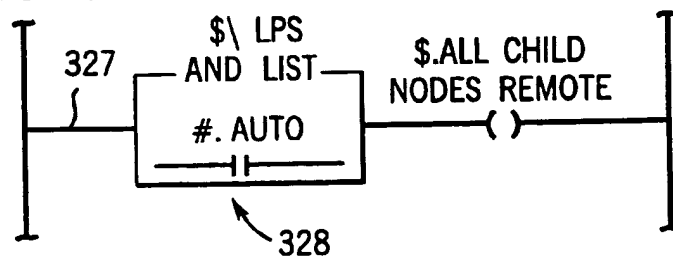 $\ LPS
AND LIST
327
#. AUTO
$.ALL CHILD
NODES REMOTE
328